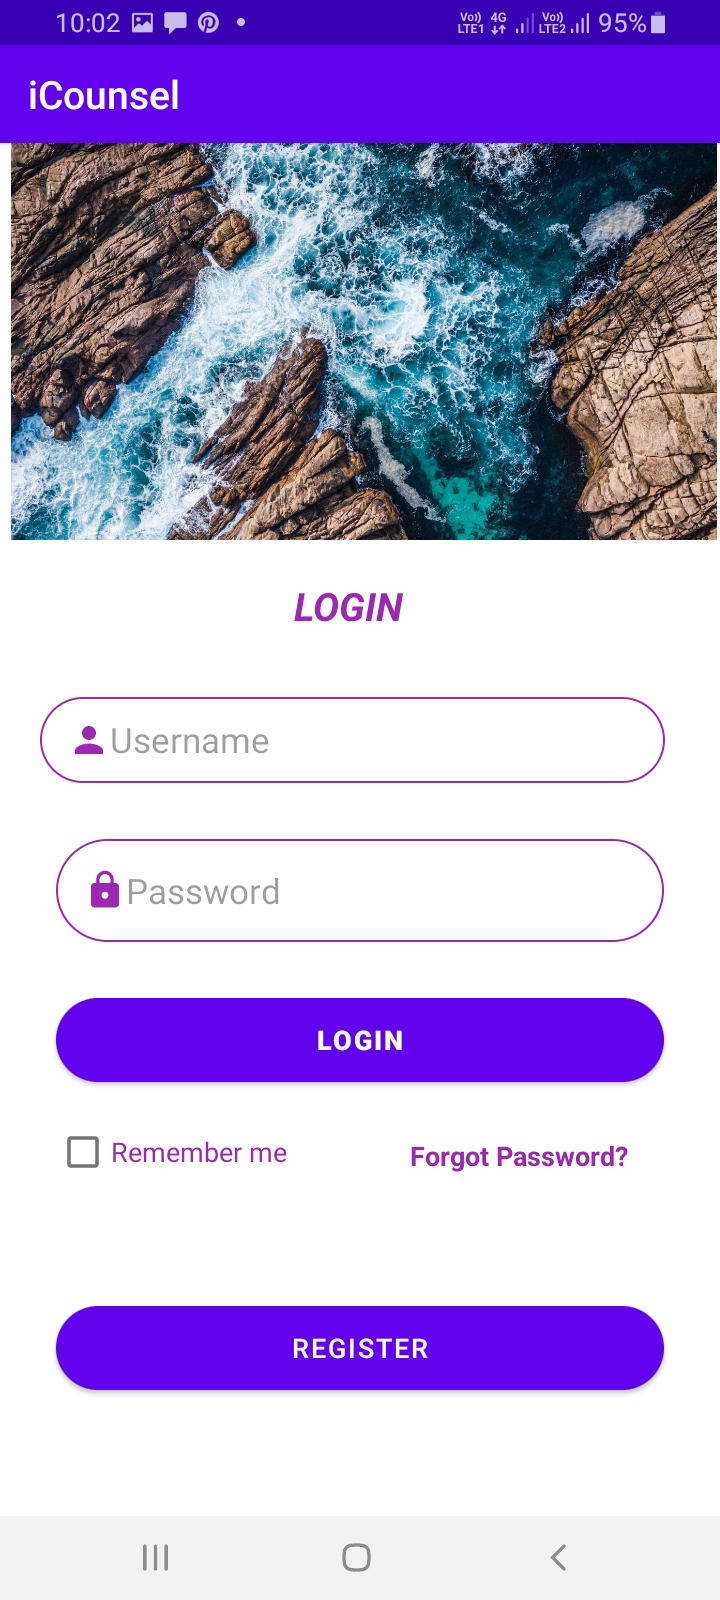 10:02 Vo)) LTE1 4G Vo)) LTE2 95%
iCounsel
LOGIN
Username
Password
LOGIN
Remember me Forgot Password?
REGISTER